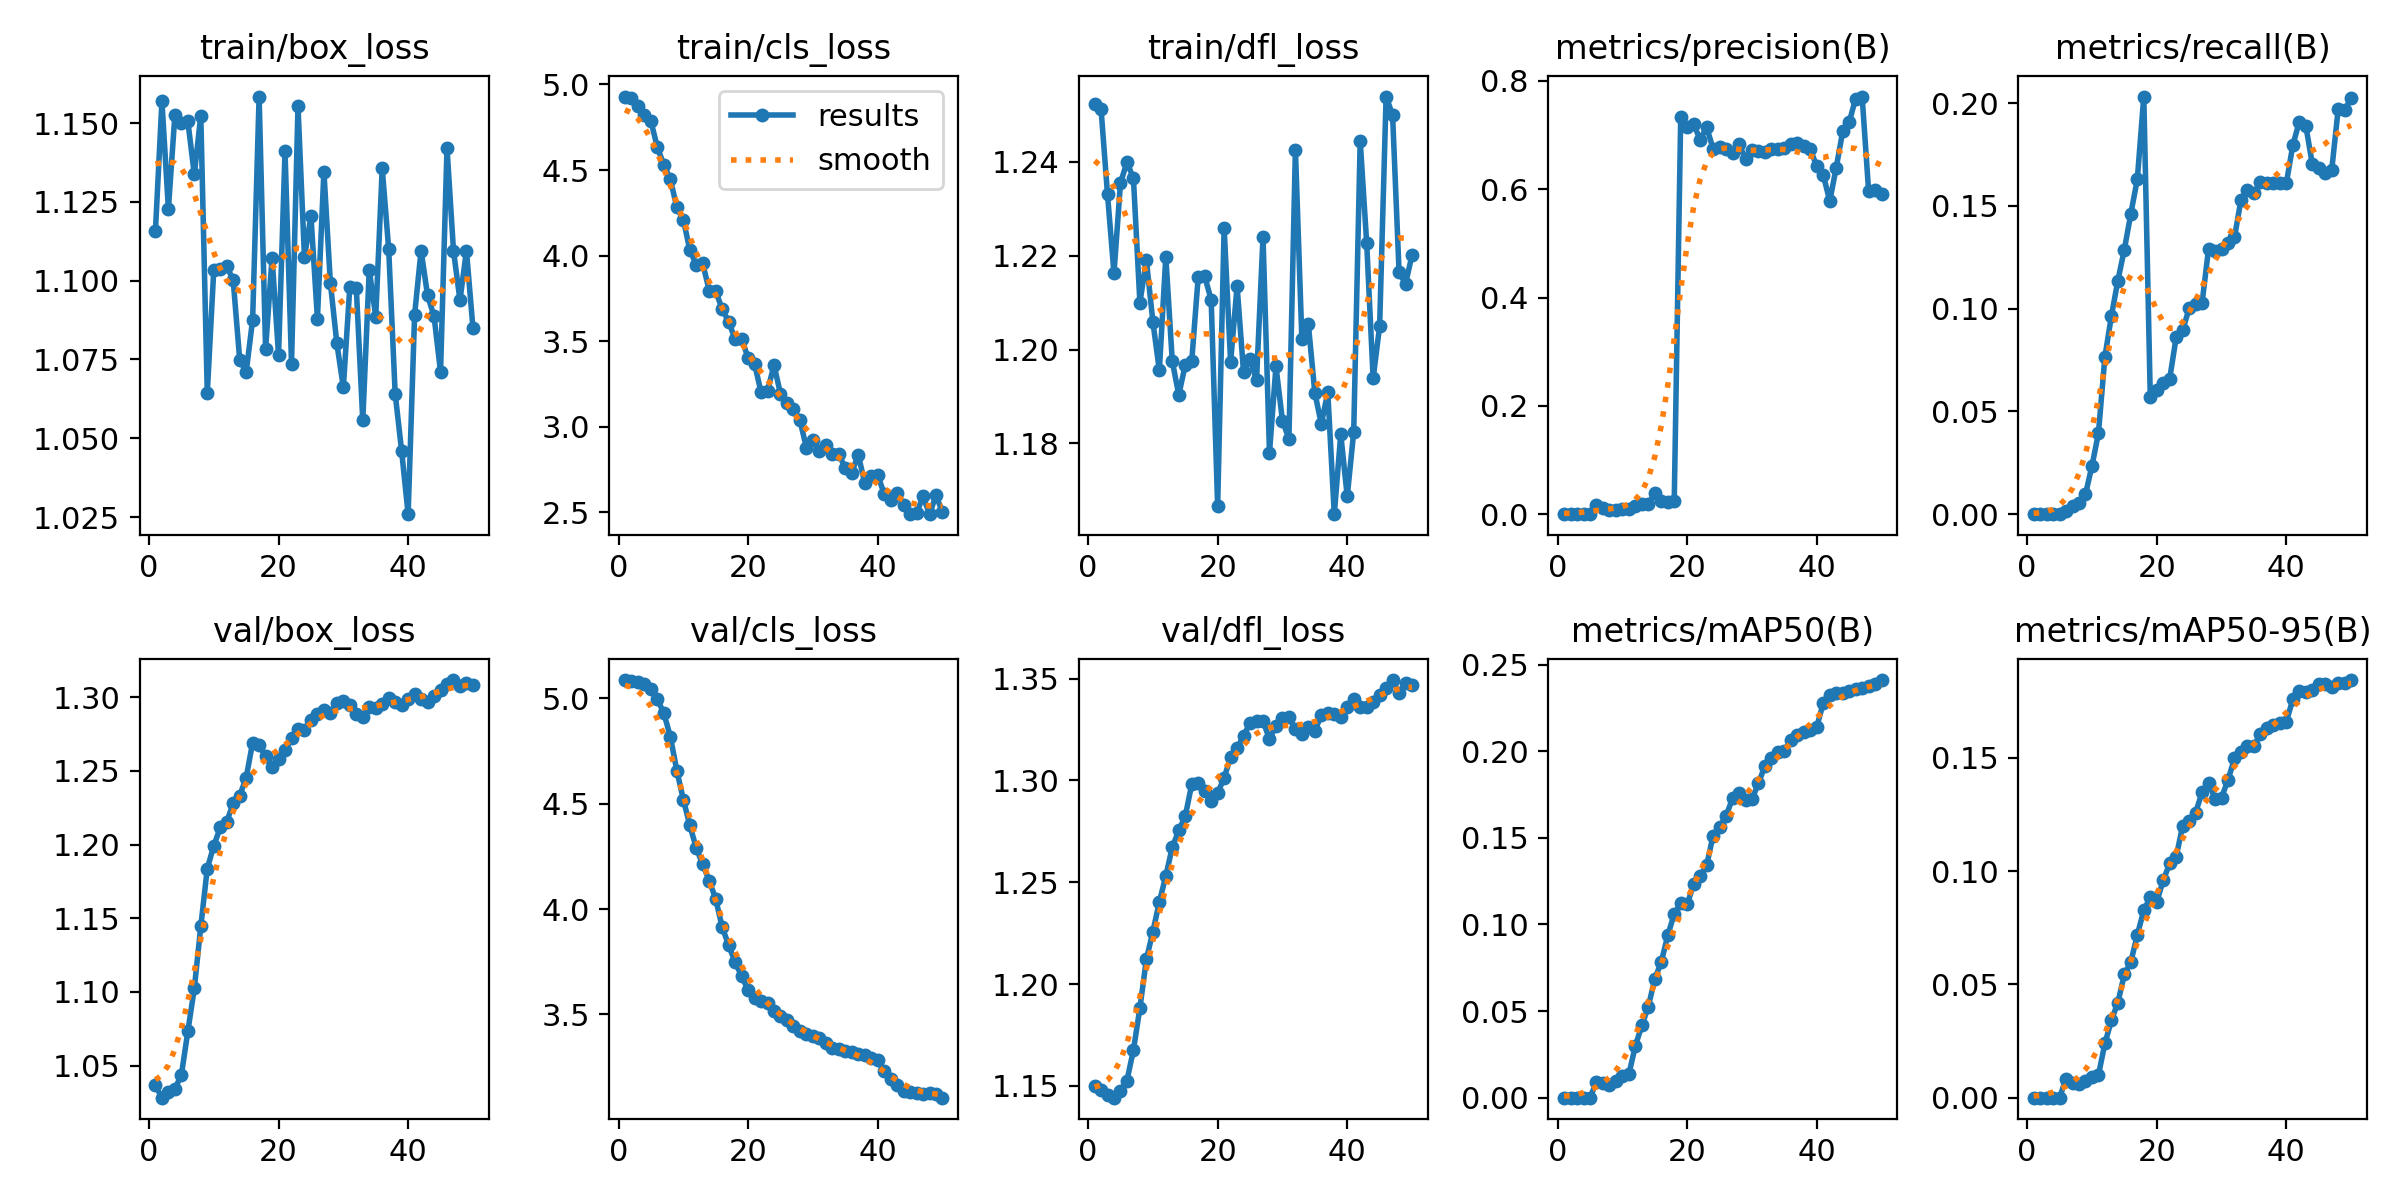 train/box_loss
train/cls_loss
train/dfl_loss
metrics/precision(B)
metrics/recall(B)
1.150
1.125
1.100
1.075
1.050
1.025
0 20 40
5.0
4.5
4.0
3.5
3.0
2.5
0 20 40
results
smooth
1.24
1.22
1.20
1.18
0 20 40
0.8
0.6
0.4
0.2
0.0
0 20 40
0.20
0.15
0.10
0.05
0.00
0 20 40
val/box_loss
val/cls_loss
val/dfl_loss
metrics/mAP50(B)
metrics/mAP50-95(B)
1.30
1.25
1.20
1.15
1.10
1.05
0 20 40
5.0
4.5
4.0
3.5
0 20 40
1.35
1.30
1.25
1.20
1.15
0 20 40
0.25
0.20
0.15
0.10
0.05
0.00
0 20 40
0.15
0.10
0.05
0.00
0 20 40